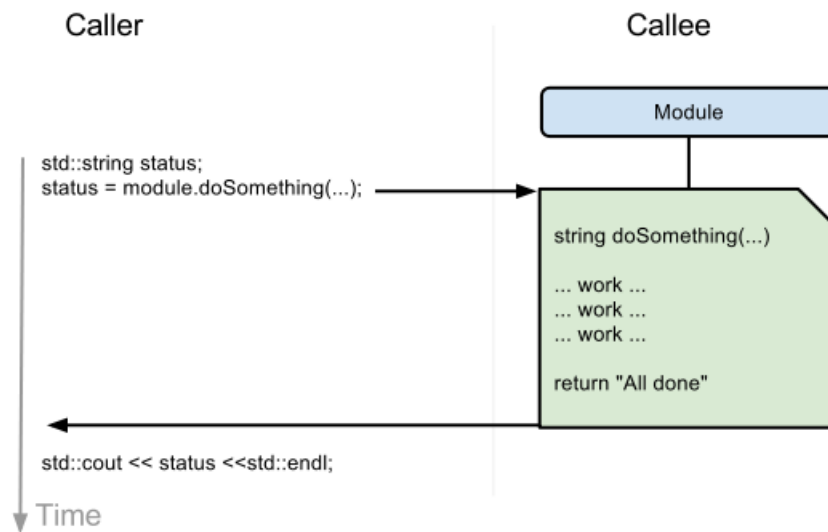 Caller
Callee
Module
std::string status;
status = module.doSomething(...);
string doSomething(...)
... work ...
... work ...
... work ...
return "All done"
std::cout << status <<std::endl;
Time